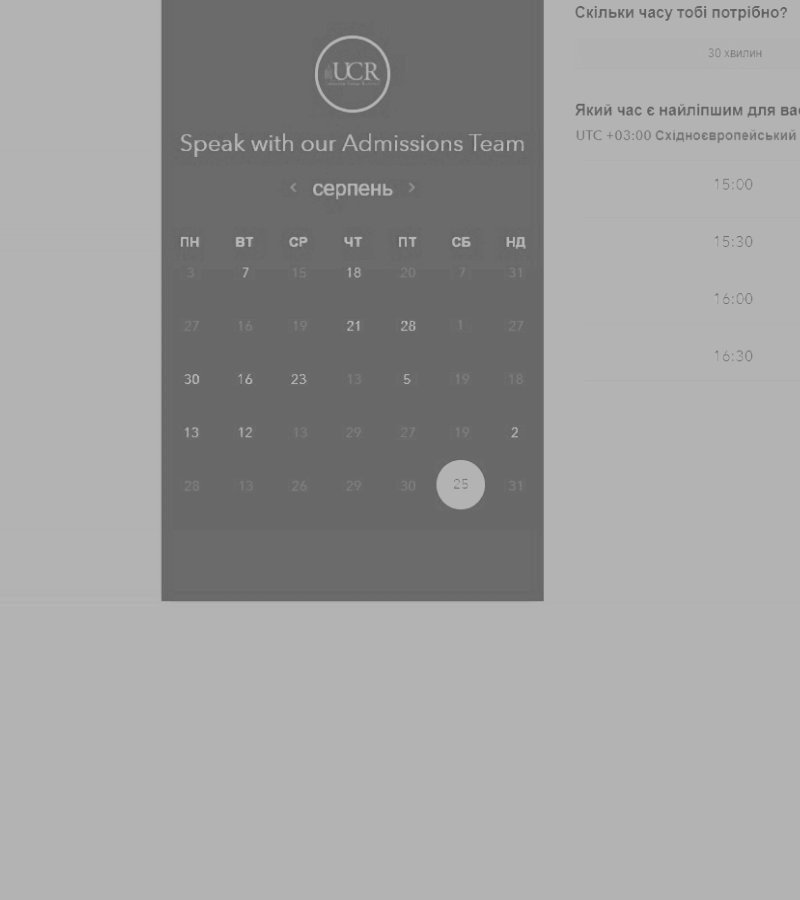 UCR
Speak with our Admissions Team
серпень
ПН ВТ СР ЧТ ПТ СБ НД
3 7 15 18 20 7 31
27 16 19 21 28 1 27
30 16 23 13 5 19 18
13 12 13 29 27 19 2
28 13 26 29 30 25 31
Скільки часу тобі потрібно?
30 хвилин
Який час є найліпшим для вас
UTC +03:00 Східноєвропейський
15:00
15:30
16:00
16:30